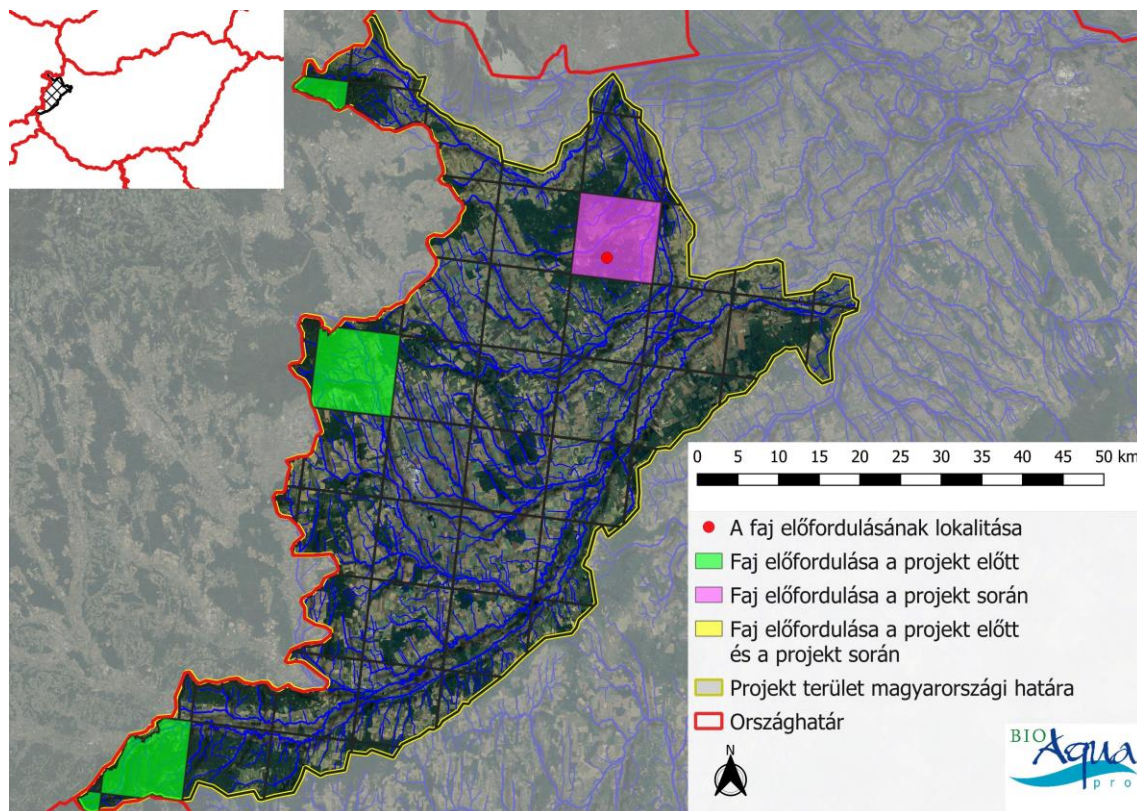 0 5 10 15 20 25 30 35 40 45 50 km
A faj előfordulásának lokalitása
Faj előfordulása a projekt előtt
Faj előfordulása a projekt során
Faj előfordulása a projekt előtt
és a projekt során
Projekt terület magyarországi határa
Országhatár
N
BIO
Aqua
pro